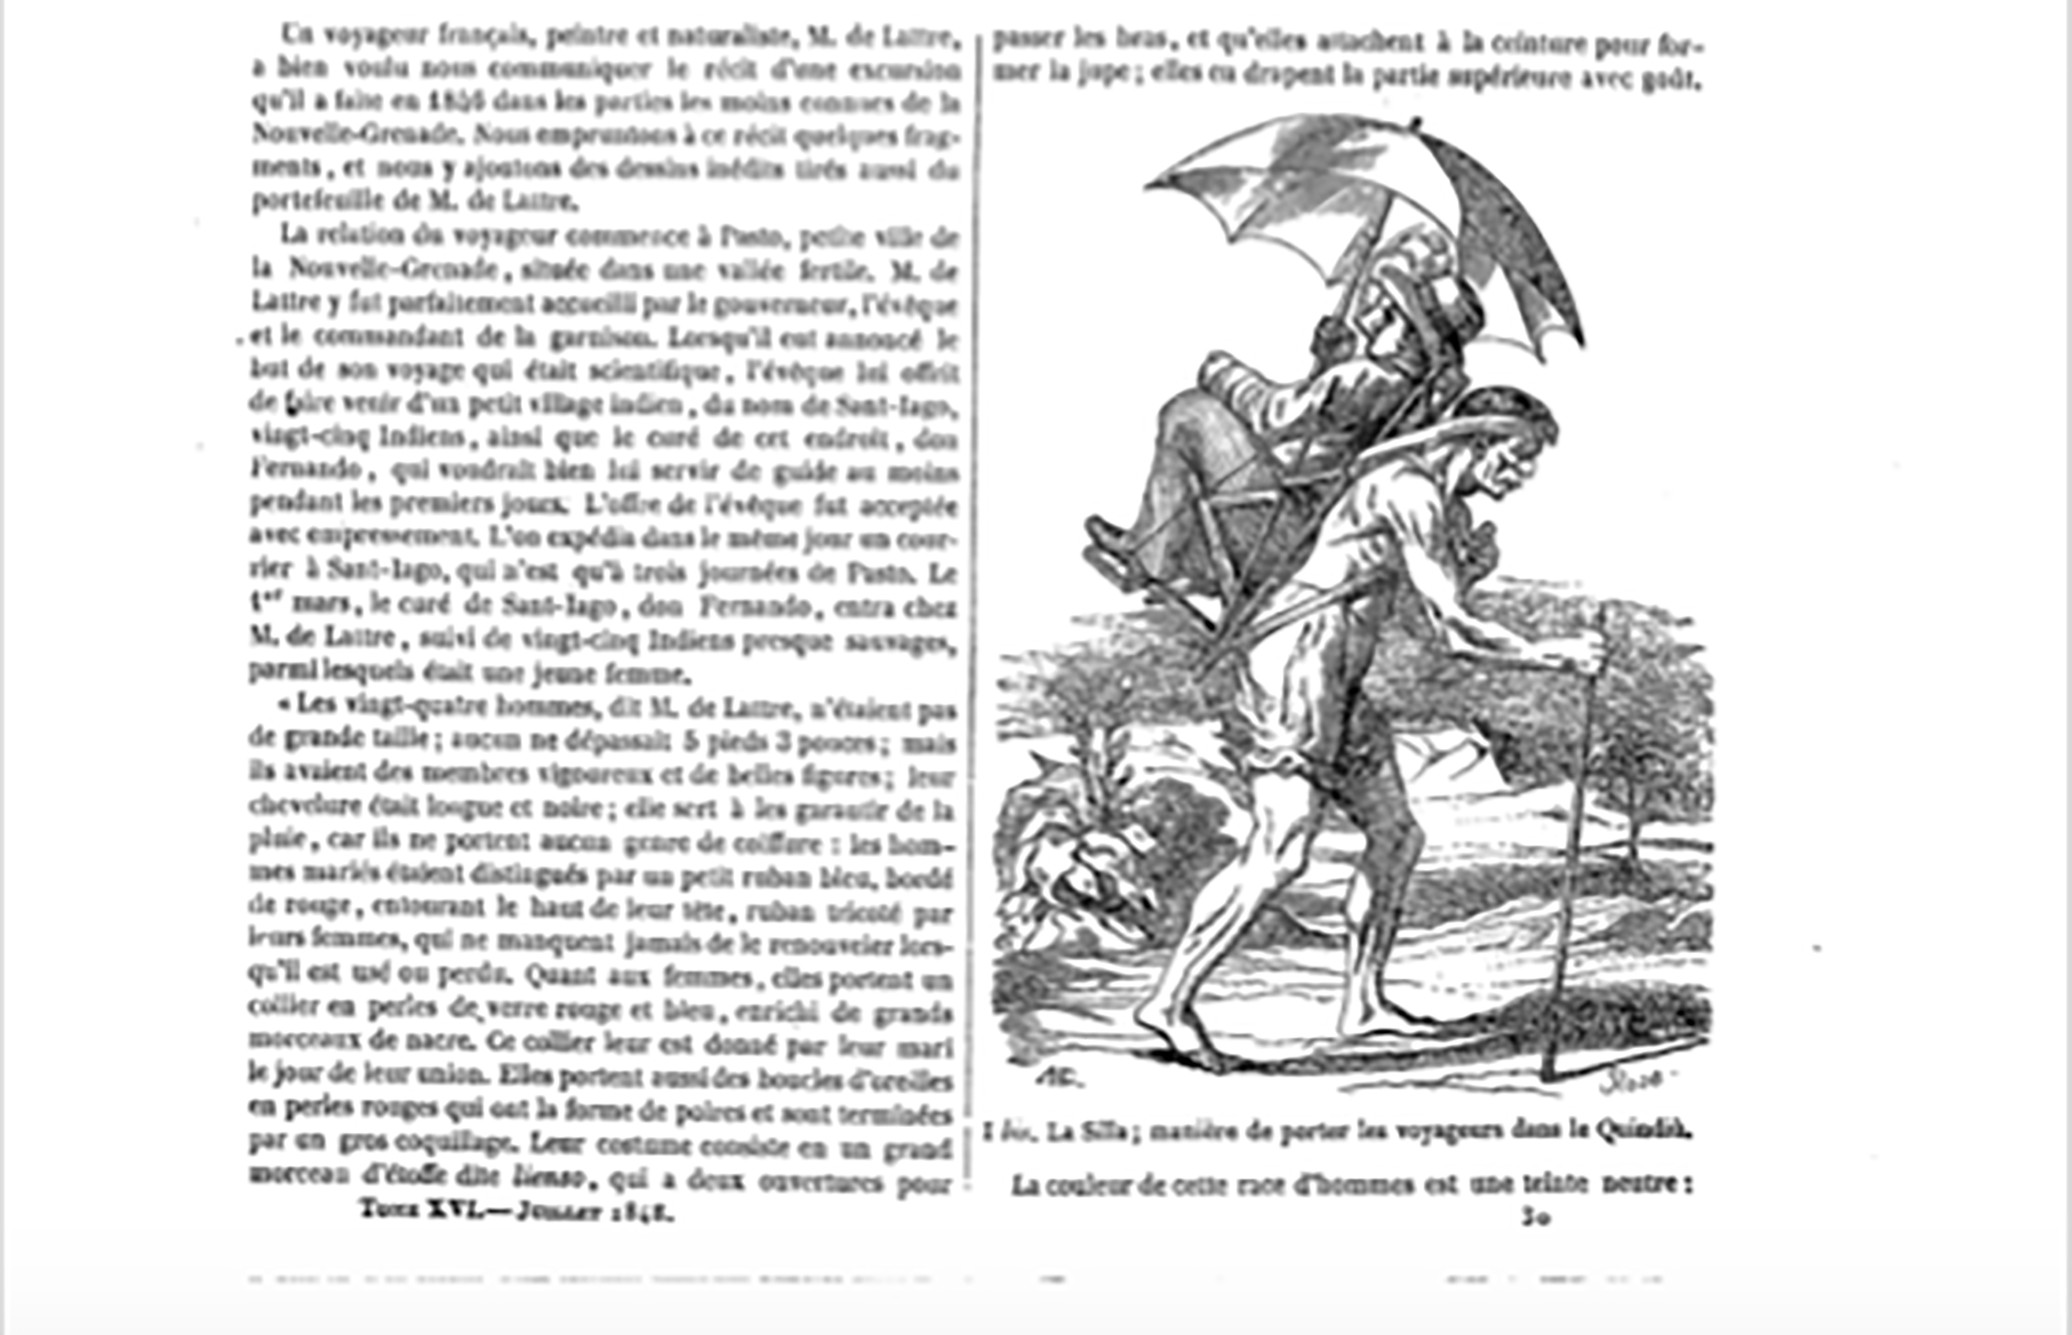 Un voyageur français, peintre et naturaliste, M. de Lattre,
a bien voulu nous communiquer le récit d'une excursion
qu'il a faite en 1846 dans les parties les moins connues de la
Nouvelle-Grenade. Nous empruntons à ce récit quelques frag-
ments, et nous y ajoutons des dessins inédits tirés aussi du
portefeuille de M. de Lattre.
La relation du voyageur commence à Pasto, petite ville de
la Nouvelle-Grenade, située dans une vallée fertile. M. de
Lattre y fut parfaitement accueilli par le gouverneur, l'évêque
et le commandant de la garnison. Lorsqu'il eut annoncé le
but de son voyage qui était scientifique, l'évêque lui offrit
de faire venir d'un petit village indien, du nom de Sant-Iago,
vingt-cinq Indiens, ainsi que le curé de cet endroit, don
Fernando, qui voudrait bien lui servir de guide au moins
pendant les premiers jours. L'offre de l'évêque fut acceptée
avec empressement. L'on expédia dans le même jour un cour-
rier à Sant-Iago, qui n'est qu'à trois journées de Pasto. Le
1er mars, le curé de Sant-Iago, don Fernando, entra chez
M. de Lattre, suivi de vingt-cinq Indiens presque sauvages,
parmi lesquels était une jeune femme.
« Les vingt-quatre hommes, dit M. de Lattre, n'étaient pas
de grande taille; aucun ne dépassait 5 pieds 3 pouces; mais
ils avaient des membres vigoureux et de belles figures; leur
chevelure était longue et noire; elle sert à les garantir de la
pluie, car ils ne portent aucun genre de coiffure : les hom-
mes mariés étaient distingués par un petit ruban bleu, bordé
de rouge, entourant le haut de leur tête, ruban tricoté par
leurs femmes, qui ne manquent jamais de le renouveler lors-
qu'il est usé ou perdu. Quant aux femmes, elles portent un
collier en perles de verre rouge et bleu, enrichi de grands
morceaux de nacre. Ce collier leur est donné par leur mari
le jour de leur union. Elles portent aussi des boucles d'oreilles
en perles rouges qui ont la forme de poires et sont terminées
par un gros coquillage. Leur costume consiste en un grand
morceau d'étoffe dite lienso, qui a deux ouvertures pour
Tome XVI.—Juillet 1848.
passer les bras, et qu'elles attachent à la ceinture pour for-
mer la jupe; elles en drapent la partie supérieure avec goût.
1 bis. La Silla; manière de porter les voyageurs dans le Quindiù.
La couleur de cette race d'hommes est une teinte neutre :
30